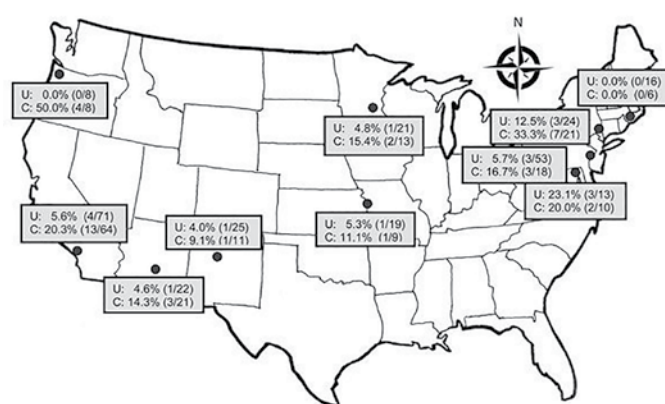 N
U: 0.0% (0/8)
C: 50.0% (4/8)
U: 4.8% (1/21)
C: 15.4% (2/13)
U: 0.0% (0/16)
C: 0.0% (0/6)
U: 12.5% (3/24)
C: 33.3% (7/21)
U: 5.7% (3/53)
C: 16.7% (3/18)
U: 23.1% (3/13)
C: 20.0% (2/10)
U: 5.6% (4/71)
C: 20.3% (13/64)
U: 4.0% (1/25)
C: 9.1% (1/11)
U: 5.3% (1/19)
C: 11.1% (1/9)
U: 4.6% (1/22)
C: 14.3% (3/21)